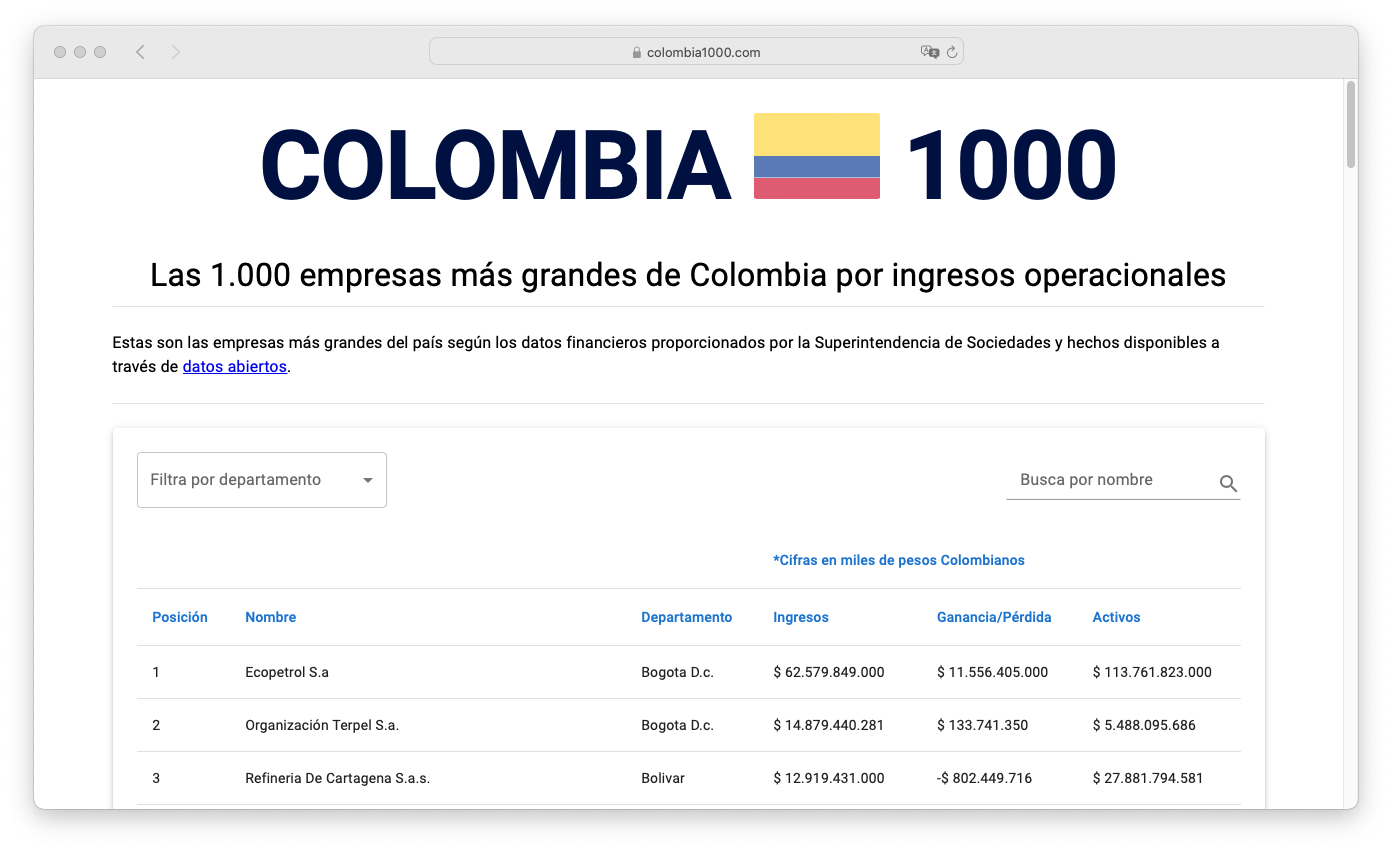 colombia1000.com
COLOMBIA 1000
Las 1.000 empresas más grandes de Colombia por ingresos operacionales
Estas son las empresas más grandes del país según los datos financieros proporcionados por la Superintendencia de Sociedades y hechos disponibles a
través de datos abiertos.
Filtra por departamento
Busca por nombre
*Cifras en miles de pesos Colombianos
Posición Nombre Departamento Ingresos Ganancia/Pérdida Activos
1 Ecopetrol S.a Bogota D.c. $ 62.579.849.000 $ 11.556.405.000 $ 113.761.823.000
2 Organización Terpel S.a. Bogota D.c. $ 14.879.440.281 $ 133.741.350 $ 5.488.095.686
3 Refineria De Cartagena S.a.s. Bolivar $ 12.919.431.000 -$ 802.449.716 $ 27.881.794.581